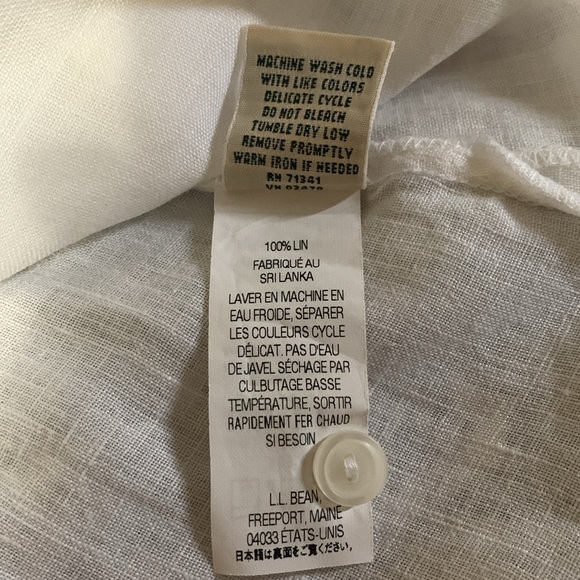 MACHINE WASH COLD
WITH LIKE COLORS
DELICATE CYCLE
DO NOT BLEACH
TUMBLE DRY LOW
REMOVE PROMPTLY
WARM IRON IF NEEDED
RN 71341
100% LIN
FABRIQUÉ AU
SRI LANKA
LAVER EN MACHINE EN
EAU FROIDE, SÉPARER
LES COULEURS CYCLE
DÉLICAT. PAS D'EAU
DE JAVEL SÉCHAGE PAR
CULBUTAGE BASSE
TEMPÉRATURE, SORTIR
RAPIDEMENT FER CHAUD
SI BESOIN
L.L. BEAN,
FREEPORT, MAINE
04033 ÉTATS-UNIS
日本語は裏面をご覧ください。